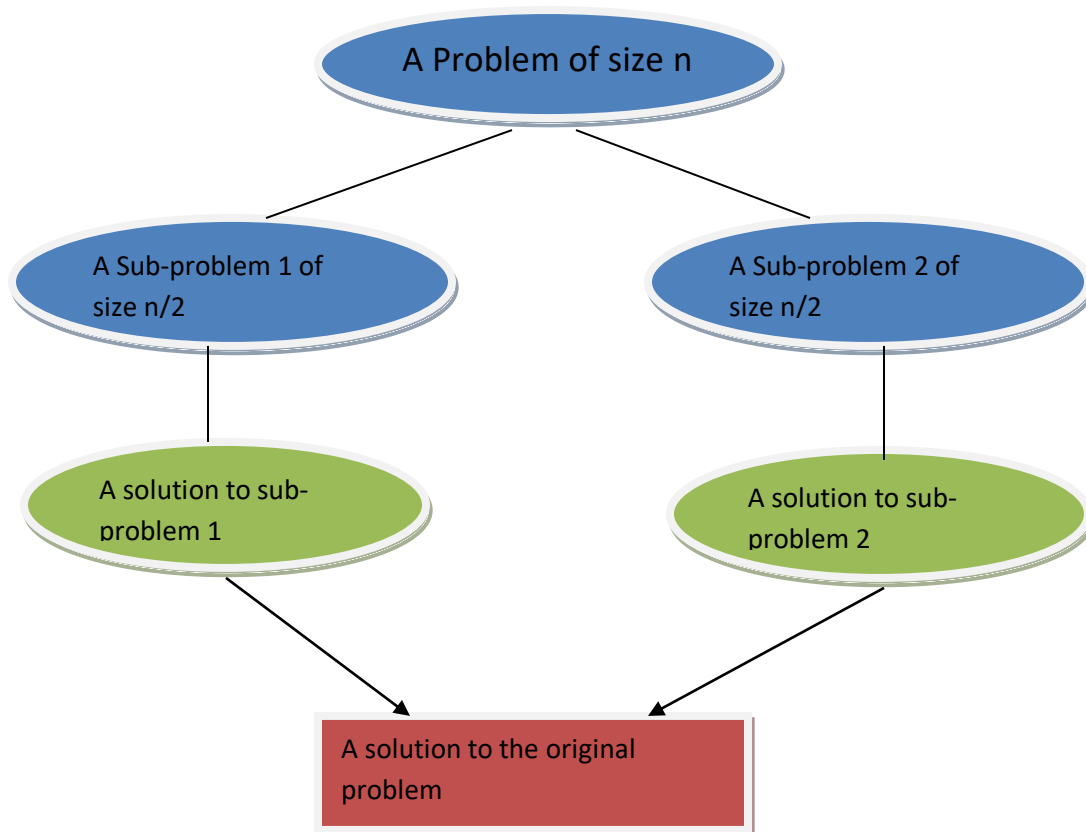 A Problem of size n
A Sub-problem 1 of
size n/2
A Sub-problem 2 of
size n/2
A solution to sub-
problem 1
A solution to sub-
problem 2
A solution to the original
problem